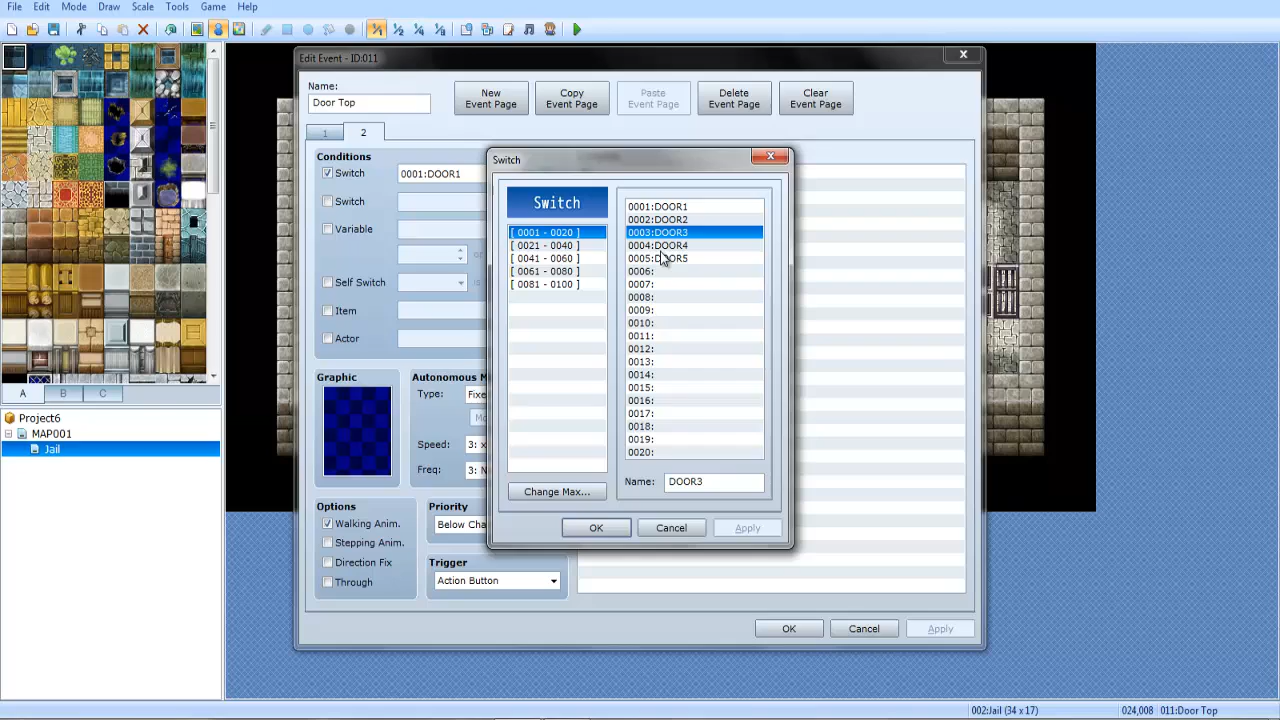 File Edit Mode Draw Scale Tools Game Help
Edit Event - ID:011
Name:
Door Top
New
Event Page
Copy
Event Page
Paste
Event Page
Delete
Event Page
Clear
Event Page
1 2
Conditions
Switch 0001:DOOR1
Switch
Variable
Self Switch
Item
Actor
Graphic
Autonomous M
Type: Fixe
Mo
Speed: 3: x
Freq: 3: N
Options
Walking Anim.
Stepping Anim.
Direction Fix
Through
Priority
Below Cha
Trigger
Action Button
OK Cancel Apply
Switch
Switch
[ 0001 - 0020 ]
[ 0021 - 0040 ]
[ 0041 - 0060 ]
[ 0061 - 0080 ]
[ 0081 - 0100 ]
Change Max...
0001:DOOR1
0002:DOOR2
0003:DOOR3
0004:DOOR4
0005:DOOR5
0006:
0007:
0008:
0009:
0010:
0011:
0012:
0013:
0014:
0015:
0016:
0017:
0018:
0019:
0020:
Name: DOOR3
OK Cancel Apply
A B C
Project6
MAP001
Jail
002:Jail (34 x 17) 024,008 011:Door Top